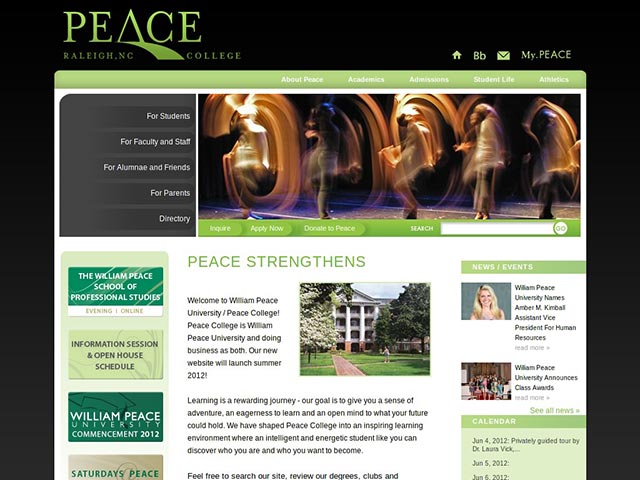 PEACE
RALEIGH, NC COLLEGE
Bb My.PEACE
About Peace Academics Admissions Student Life Athletics
For Students
For Faculty and Staff
For Alumnae and Friends
For Parents
Directory
Inquire Apply Now Donate to Peace SEARCH GO
THE WILLIAM PEACE
SCHOOL OF
PROFESSIONAL STUDIES
EVENING | ONLINE
INFORMATION SESSION
& OPEN HOUSE
SCHEDULE
WILLIAM PEACE
UNIVERSITY
COMMENCEMENT 2012
SATURDAYS @ PEACE
PEACE STRENGTHENS
Welcome to William Peace
University / Peace College!
Peace College is William
Peace University and doing
business as both. Our new
website will launch summer
2012!
Learning is a rewarding journey - our goal is to give you a sense of
adventure, an eagerness to learn and an open mind to what your future
could hold. We have shaped Peace College into an inspiring learning
environment where an intelligent and energetic student like you can
discover who you are and who you want to become.
Feel free to search our site, review our degrees, clubs and
NEWS / EVENTS
William Peace
University Names
Amber M. Kimball
Assistant Vice
President For Human
Resources
read more »
William Peace
University Announces
Class Awards
read more »
See all news »
CALENDAR
Jun 4, 2012: Privately guided tour by
Dr. Laura Vick,...
Jun 5, 2012:
Jun 6, 2012: